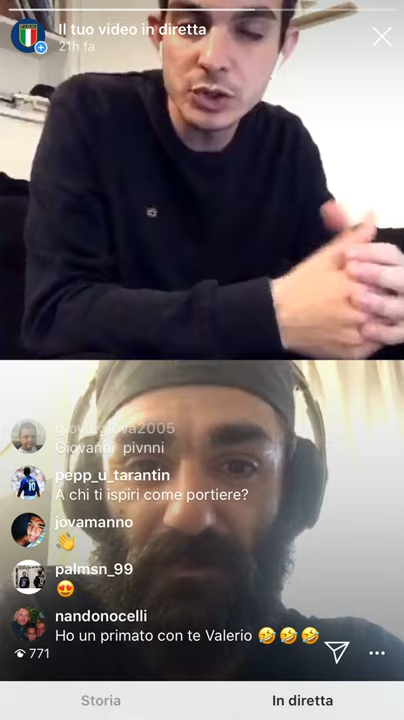 Il tuo video in diretta
21h fa
giovagiova2005
Giovanni pivnni
pepp_u_tarantin
A chi ti ispiri come portiere?
jovamanno
👋
palmsn_99
😍
nandonocelli
Ho un primato con te Valerio 🤣🤣🤣
771
Storia
In diretta